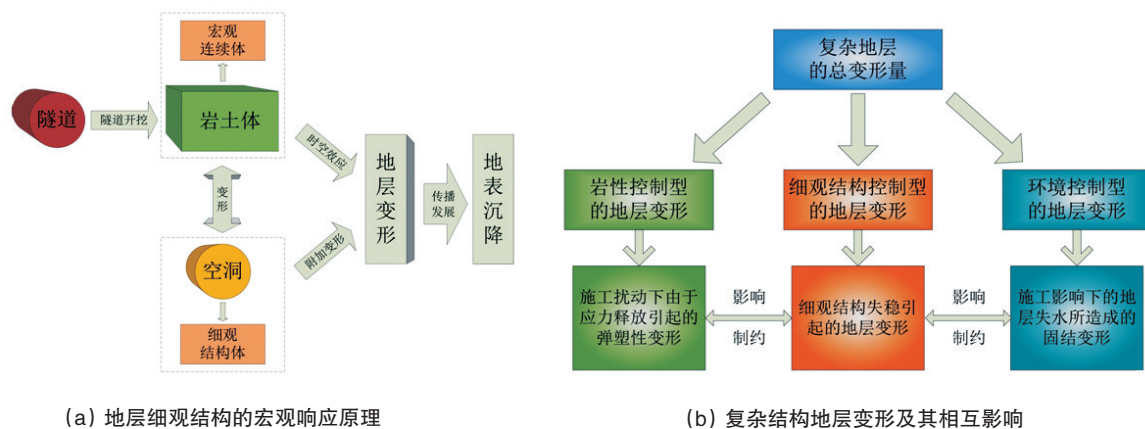 宏观
连续体
隧道
隧道开挖
岩土体
时空效应
变形
地
层
变
形
传播
发展
地
表
沉
降
附加变形
空洞
细观
结构体
(a) 地层细观结构的宏观响应原理
复杂地层
的总变形量
岩性控制型
的地层变形
细观结构控制型
的地层变形
环境控制型
的地层变形
施工扰动下由于
应力释放引起的
弹塑性变形
影响
制约
细观结构失稳引
起的地层变形
影响
制约
施工影响下的地
层失水所造成的
固结变形
(b) 复杂结构地层变形及其相互影响